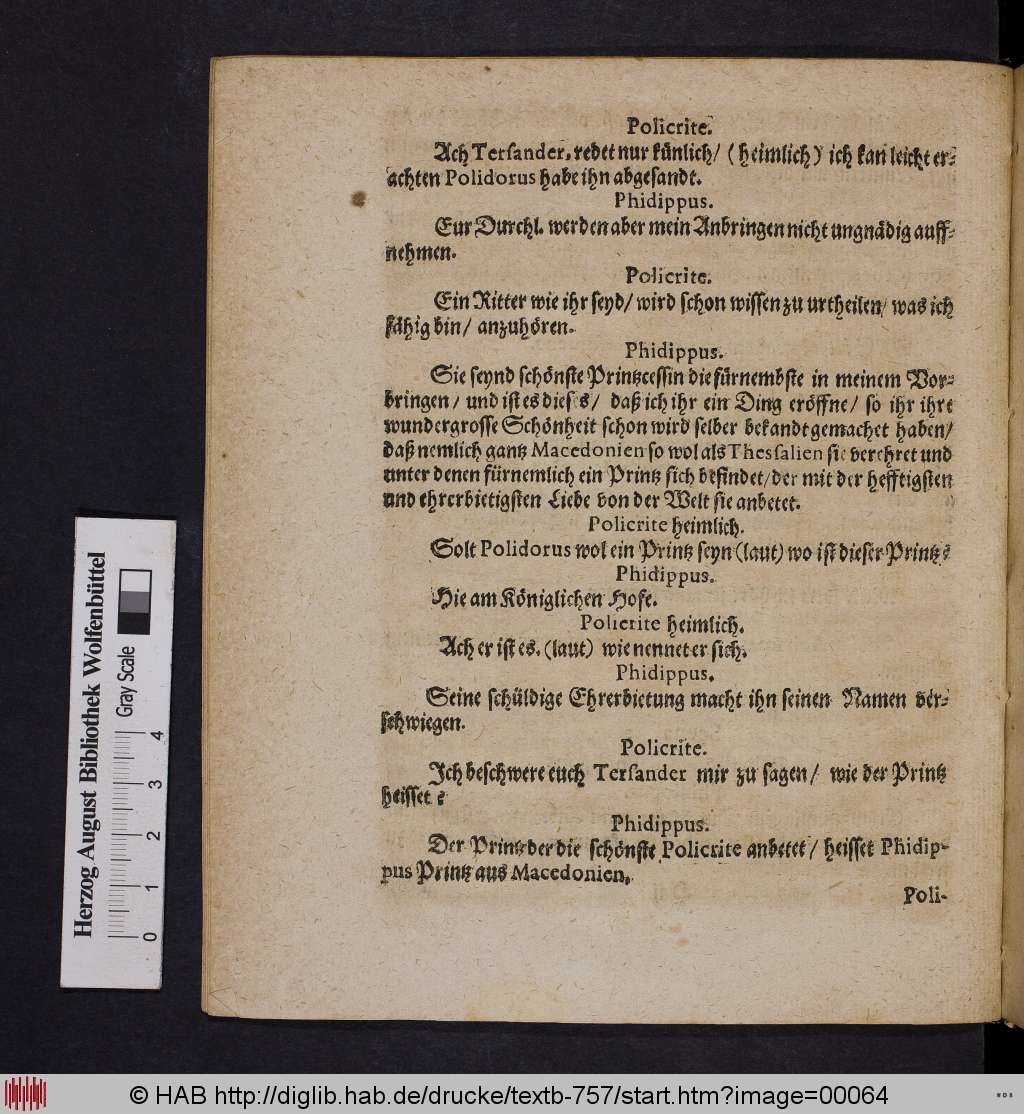 Policrite.
Ach Tersander, redet nur künlich/ (heimlich) ich kan leicht er-
achten Polidorus habe ihn abgesandt.
Phidippus.
Eur Durchl. werden aber mein Anbringen nicht ungnädig auff-
nehmen.
Policrite.
Ein Ritter wie ihr seyd/ wird schon wissen zu urtheilen/ was ich
fähig bin/ anzuhören.
Phidippus.
Sie seynd schönste Printzcessin die fürnembste in meinem Vor-
bringen/ und ist es dieses/ daß ich ihr ein Ding eröffne/ so ihr ihre
wundergrosse Schönheit schon wird selber bekandt gemachet haben/
daß nemlich gantz Macedonien so wol als Thessalien sie verehret und
unter denen fürnemlich ein Printz sich befindet/ der mit der hefftigsten
und ehrerbietigsten Liebe von der Welt sie anbetet.
Policrite heimlich.
Solt Polidorus wol ein Printz seyn (laut) wo ist dieser Printz?
Phidippus.
Hie am Königlichen Hofe.
Policrite heimlich.
Ach er ist es. (laut) wie nennet er sich.
Phidippus.
Seine schüldige Ehrerbietung macht ihn seinen Namen ver-
schwiegen.
Policrite.
Ich beschwere euch Tersander mir zu sagen/ wie der Printz
heisset?
Phidippus.
Der Printz der die schönste Policrite anbetet/ heisset Phidip-
pus Printz aus Macedonien.
Poli-
Herzog August Bibliothek Wolfenbüttel
Gray Scale
0 1 2 3 4
© HAB http://diglib.hab.de/drucke/textb-757/start.htm?image=00064